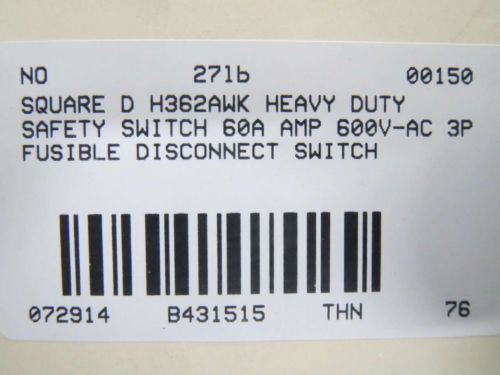 NO 27lb 00150
SQUARE D H362AWK HEAVY DUTY
SAFETY SWITCH 60A AMP 600V-AC 3P
FUSIBLE DISCONNECT SWITCH
072914 B431515 THN 76